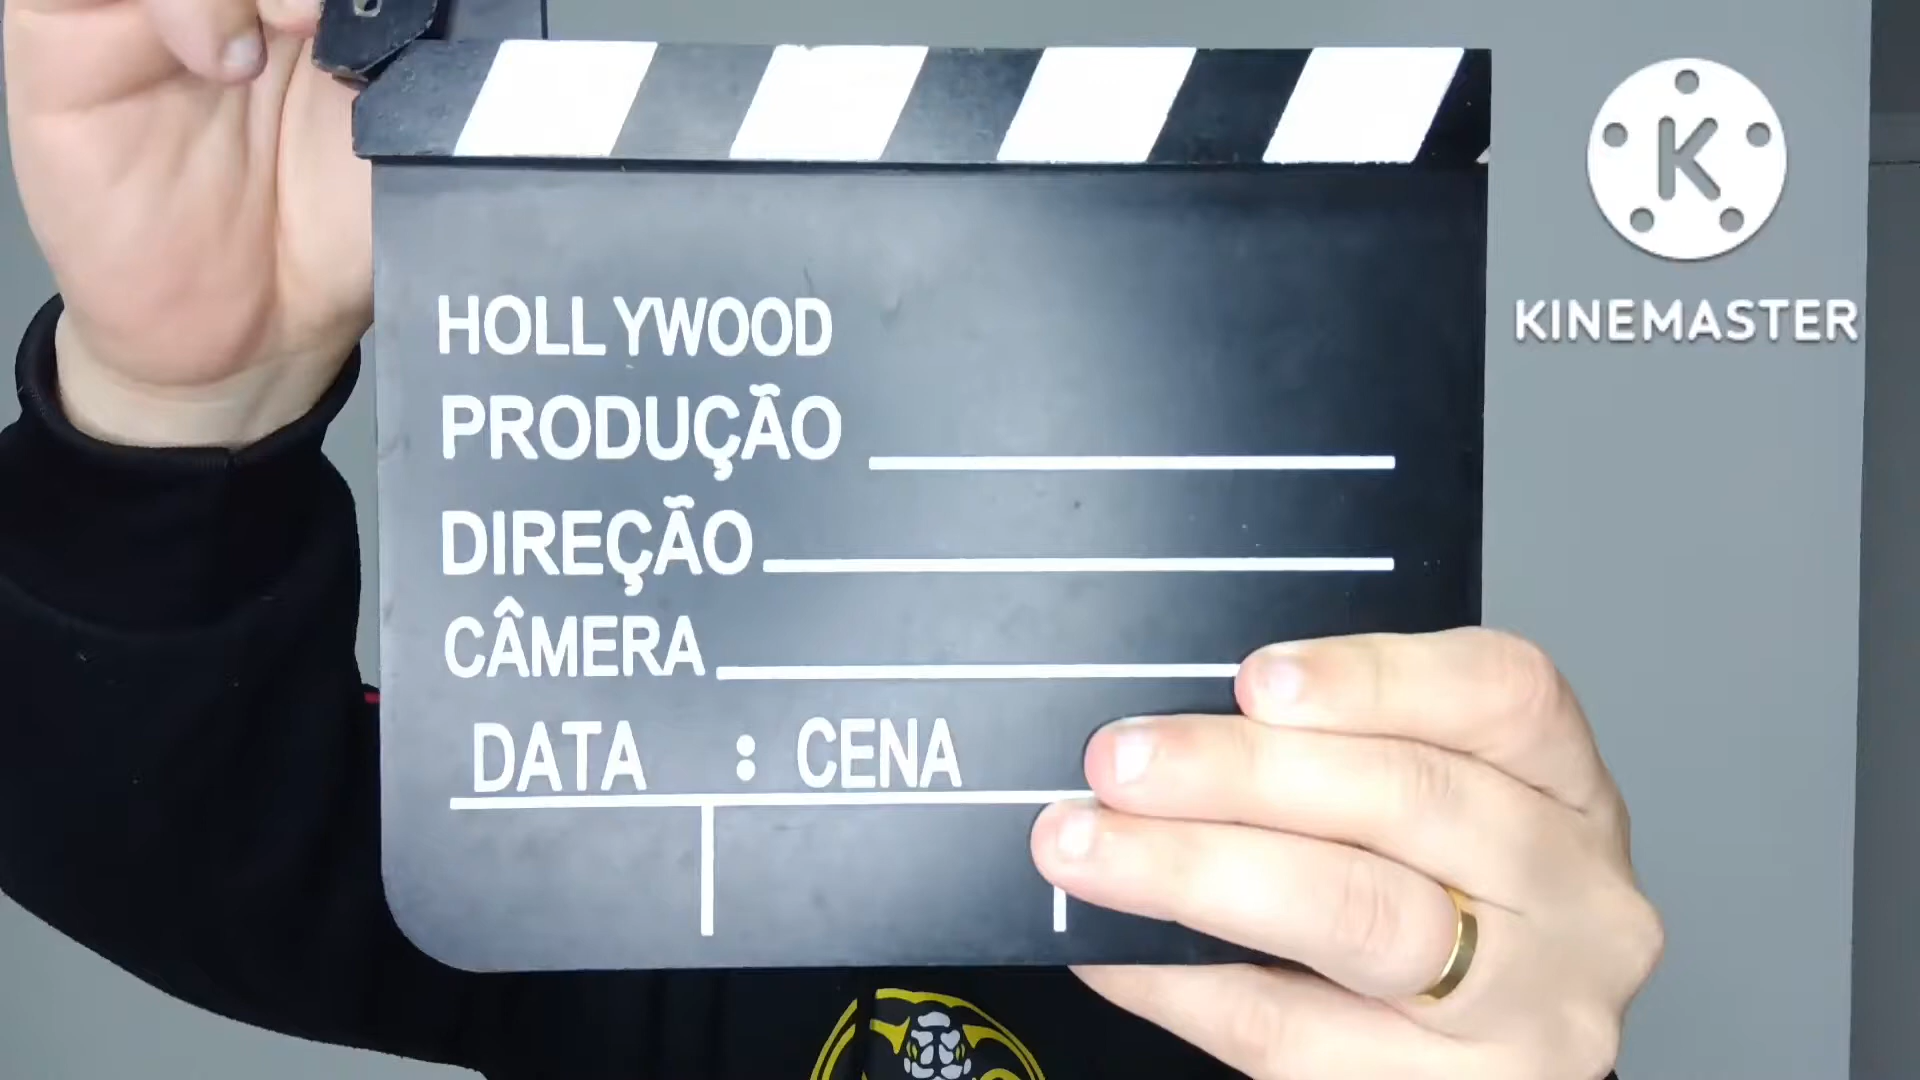 HOLLYWOOD
PRODUÇÃO
DIREÇÃO
CÂMERA
DATA : CENA
K
KINEMASTER